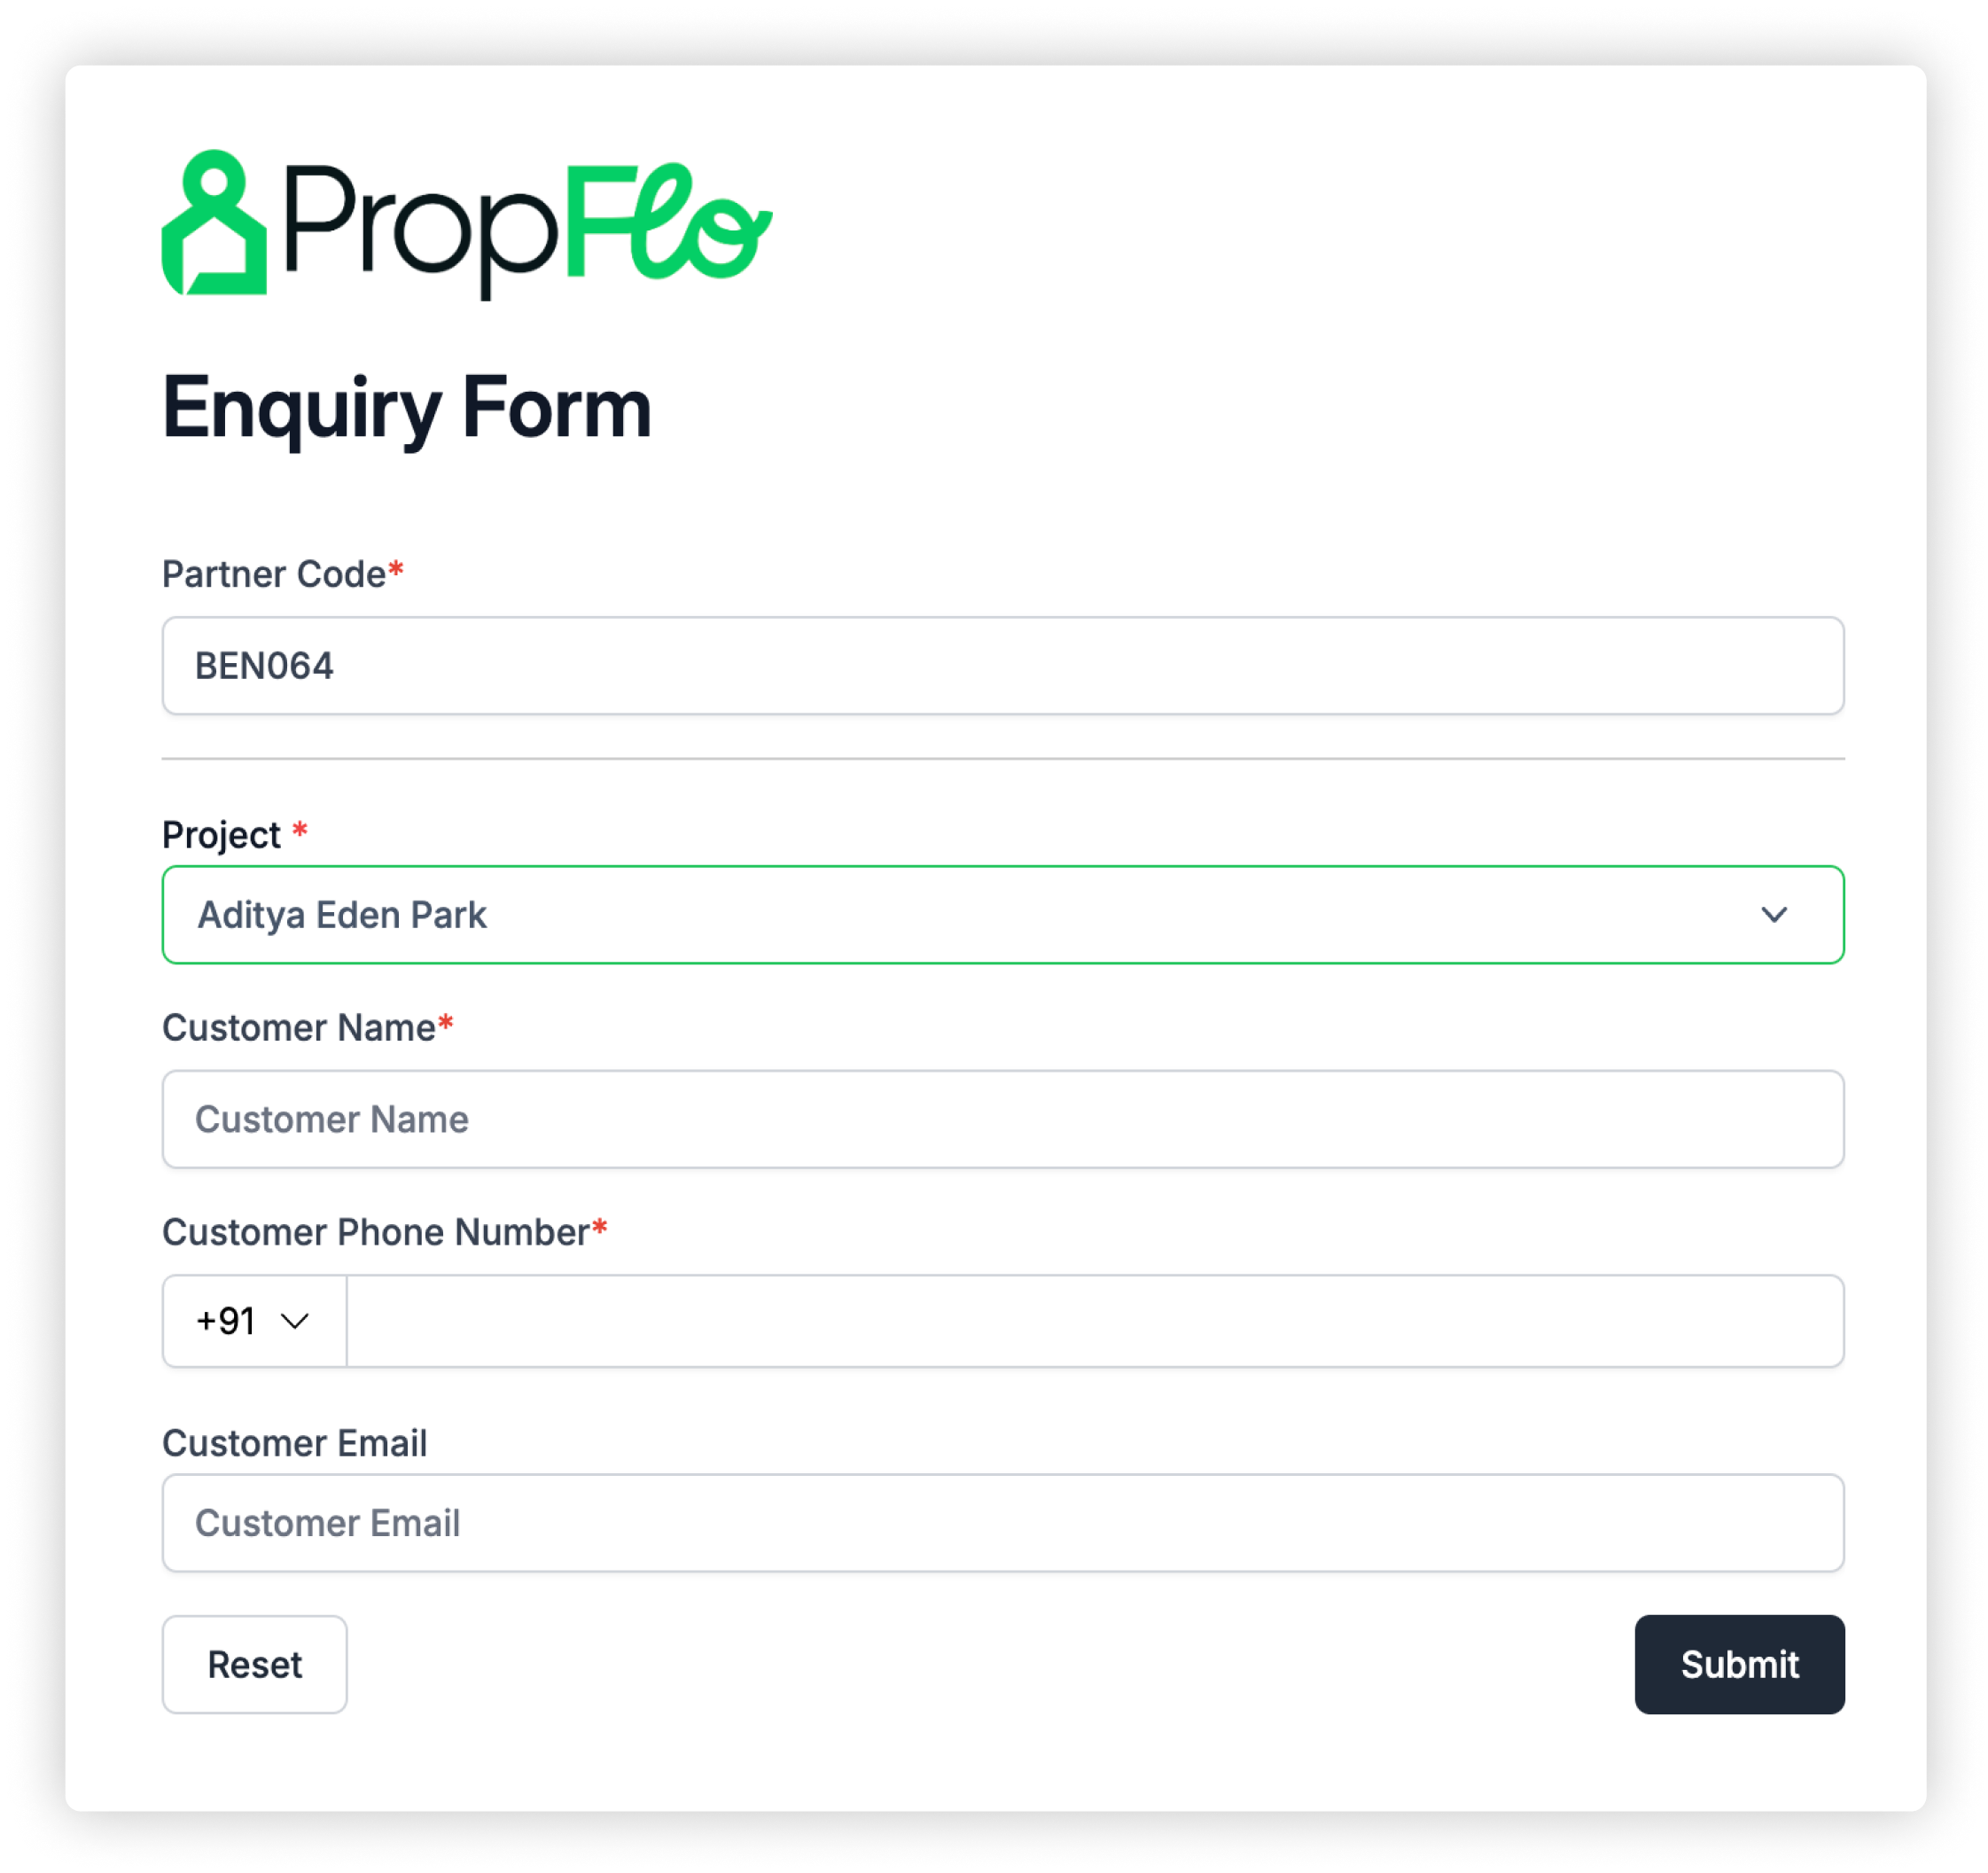 PropFlo
Enquiry Form
Partner Code*
BEN064
Project *
Aditya Eden Park
Customer Name*
Customer Name
Customer Phone Number*
+91
Customer Email
Customer Email
Reset
Submit